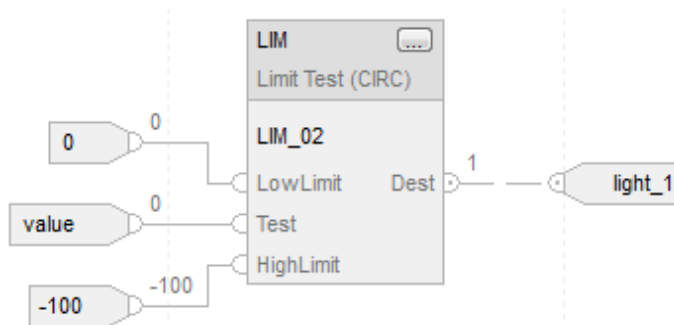 LIM ...
Limit Test (CIRC)
0
0
LIM_02
1
LowLimit Dest
light_1
value
0
Test
HighLimit
-100
-100